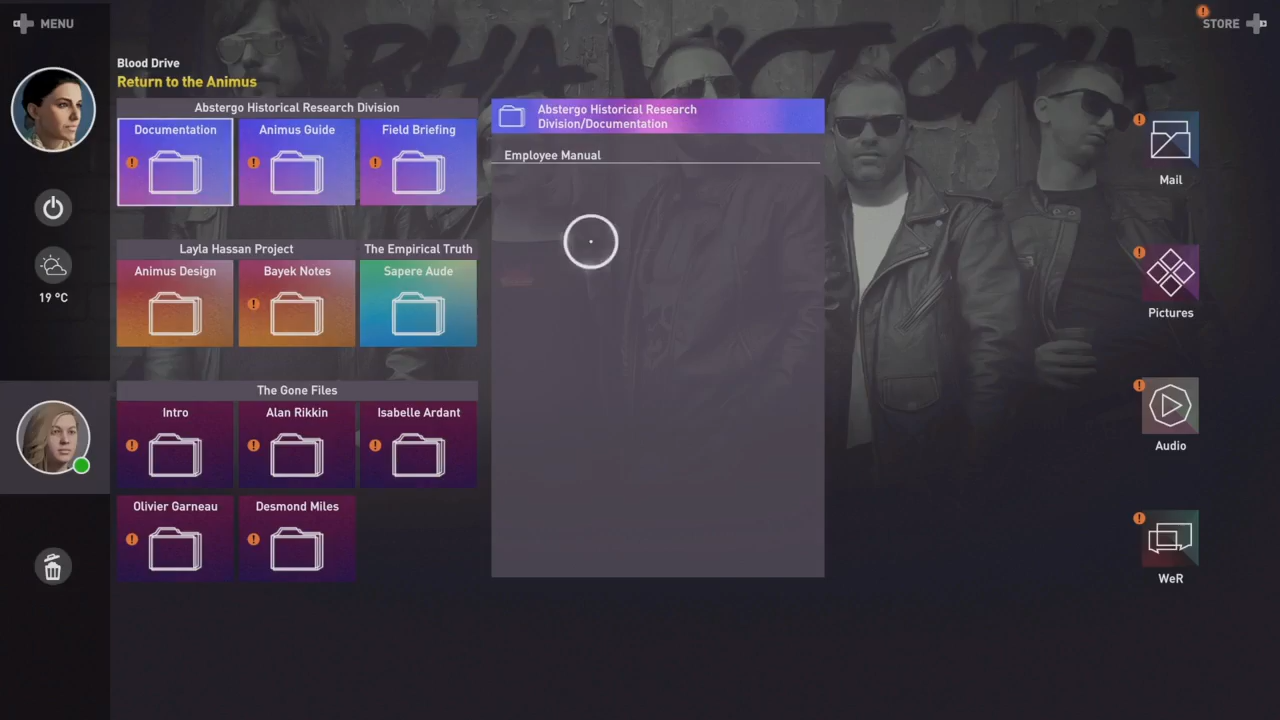 MENU
STORE
Blood Drive
Return to the Animus
Abstergo Historical Research Division
Documentation
Animus Guide
Field Briefing
Layla Hassan Project
The Empirical Truth
Animus Design
Bayek Notes
Sapere Aude
The Gone Files
Intro
Alan Rikkin
Isabelle Ardant
Olivier Garneau
Desmond Miles
Abstergo Historical Research
Division/Documentation
Employee Manual
19 °C
Mail
Pictures
Audio
WeR